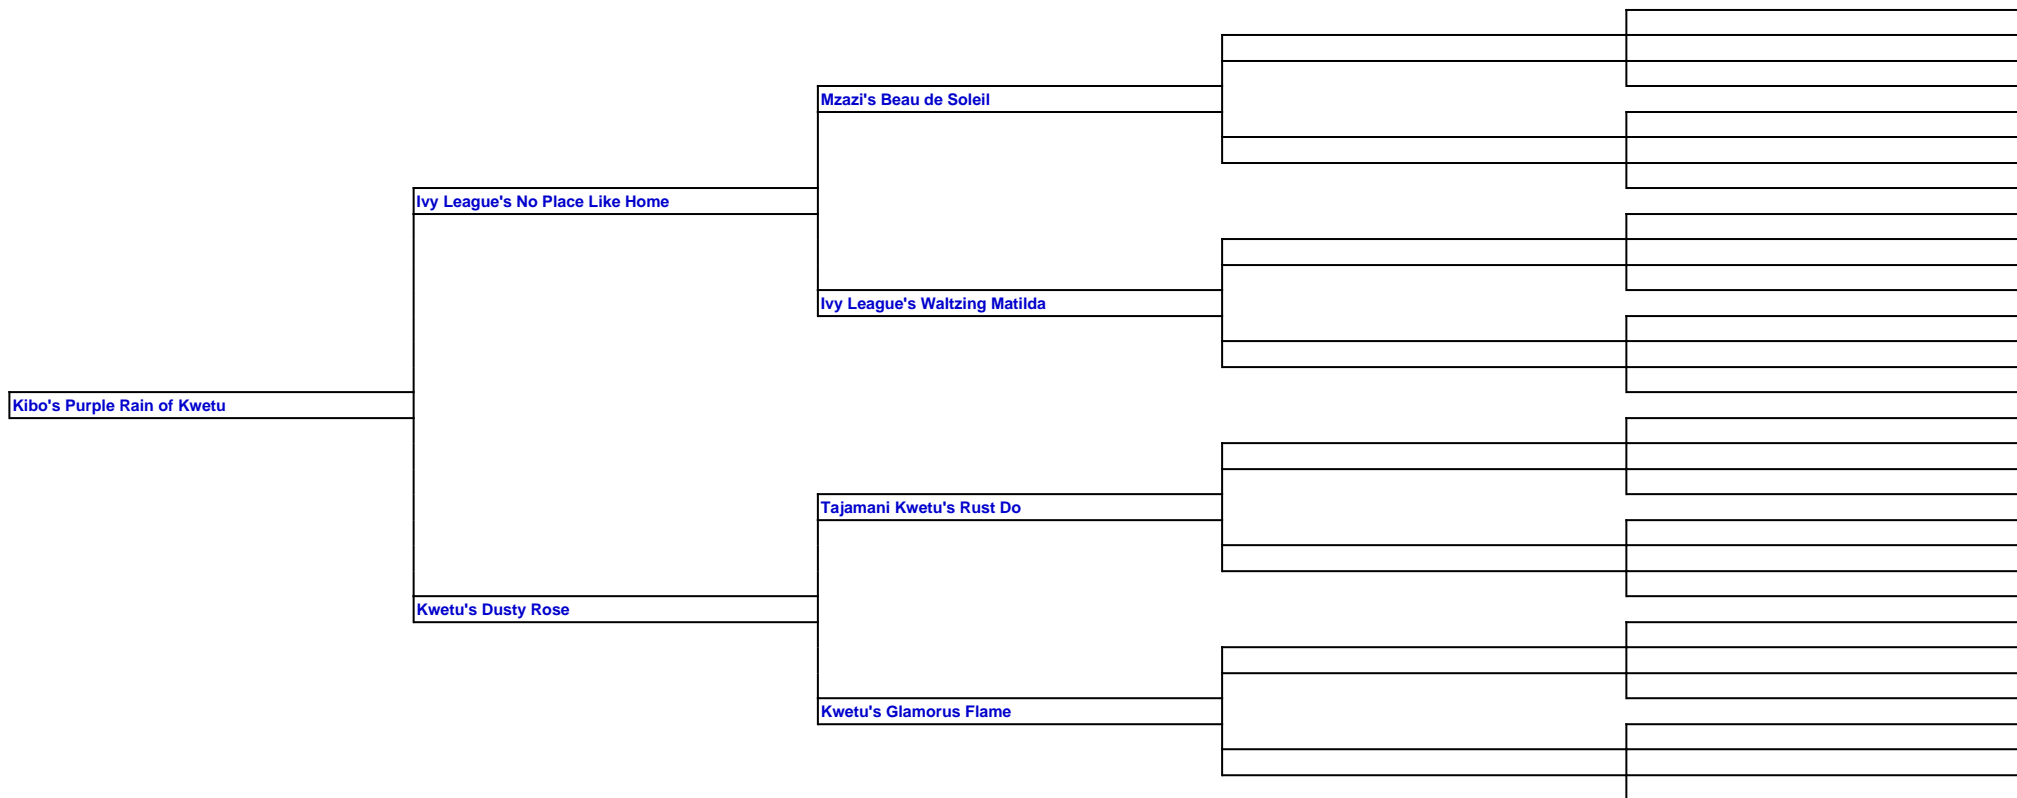 Mzazi's Beau de Soleil
Ivy League's No Place Like Home
Ivy League's Waltzing Matilda
Kibo's Purple Rain of Kwetu
Tajamani Kwetu's Rust Do
Kwetu's Dusty Rose
Kwetu's Glamorus Flame